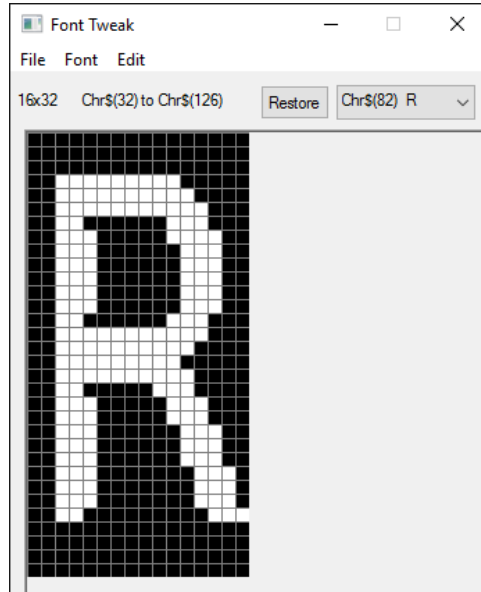 Font Tweak
File Font Edit
16x32 Chr$(32) to Chr$(126) Restore Chr$(82) R
R